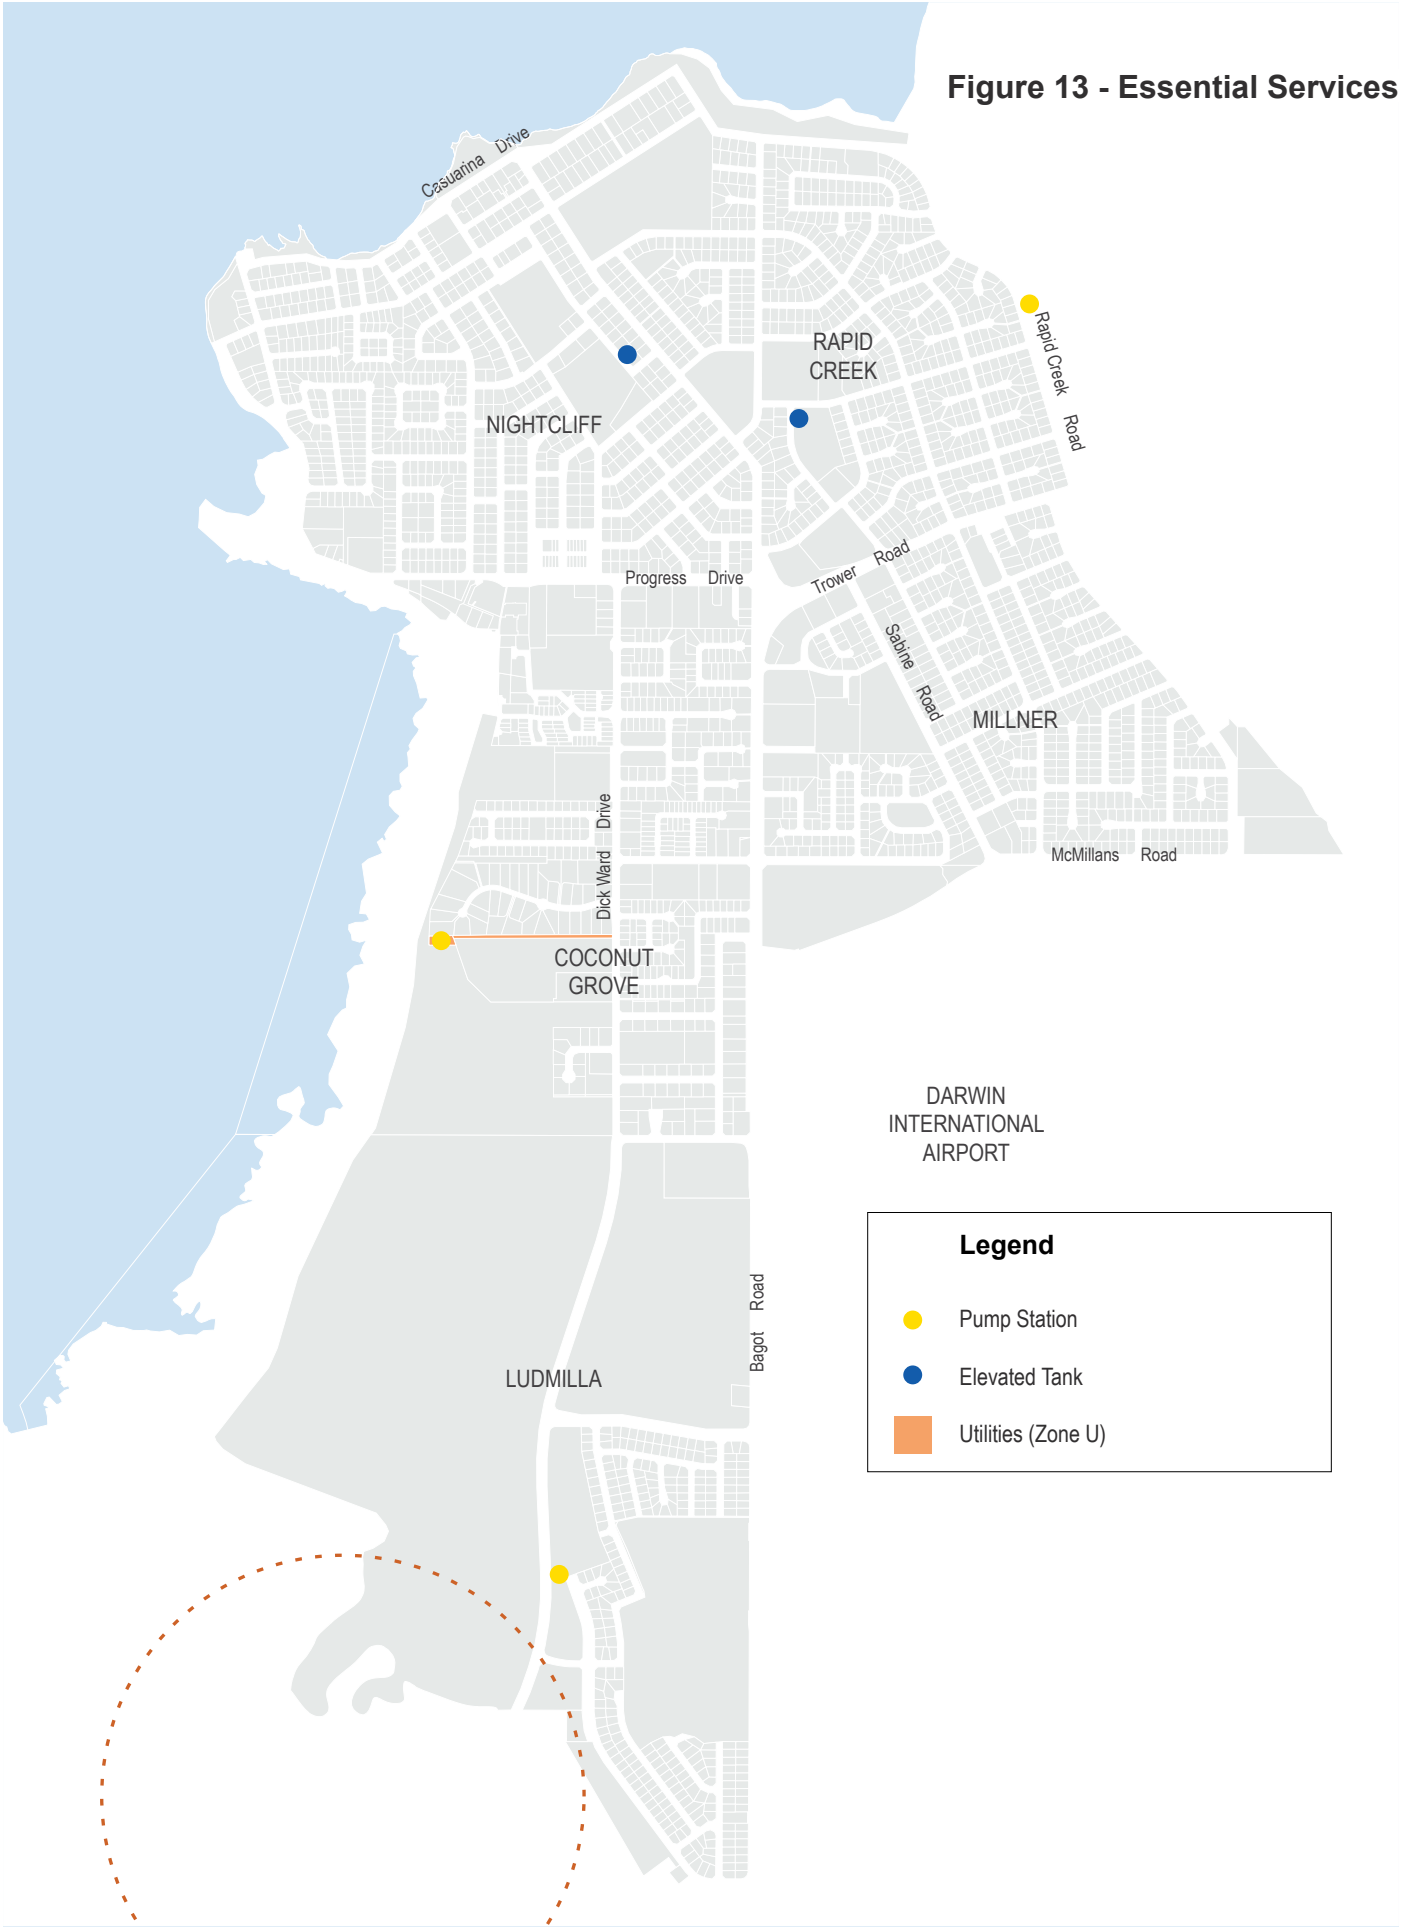 Figure 13 - Essential Services
Casuarina Drive
RAPID
CREEK
Rapid Creek Road
NIGHTCLIFF
Trower Road
Progress Drive
Sabine Road
MILLNER
Dick Ward Drive
McMillans Road
COCONUT
GROVE
DARWIN
INTERNATIONAL
AIRPORT
Legend
Pump Station
Elevated Tank
Utilities (Zone U)
Bagot Road
LUDMILLA